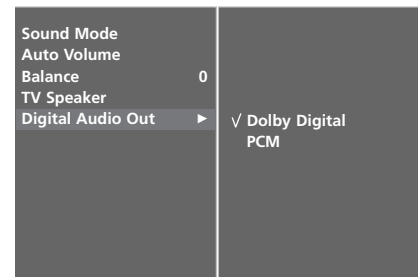 Sound Mode
Auto Volume
Balance 0
TV Speaker
Digital Audio Out ►
√ Dolby Digital
PCM